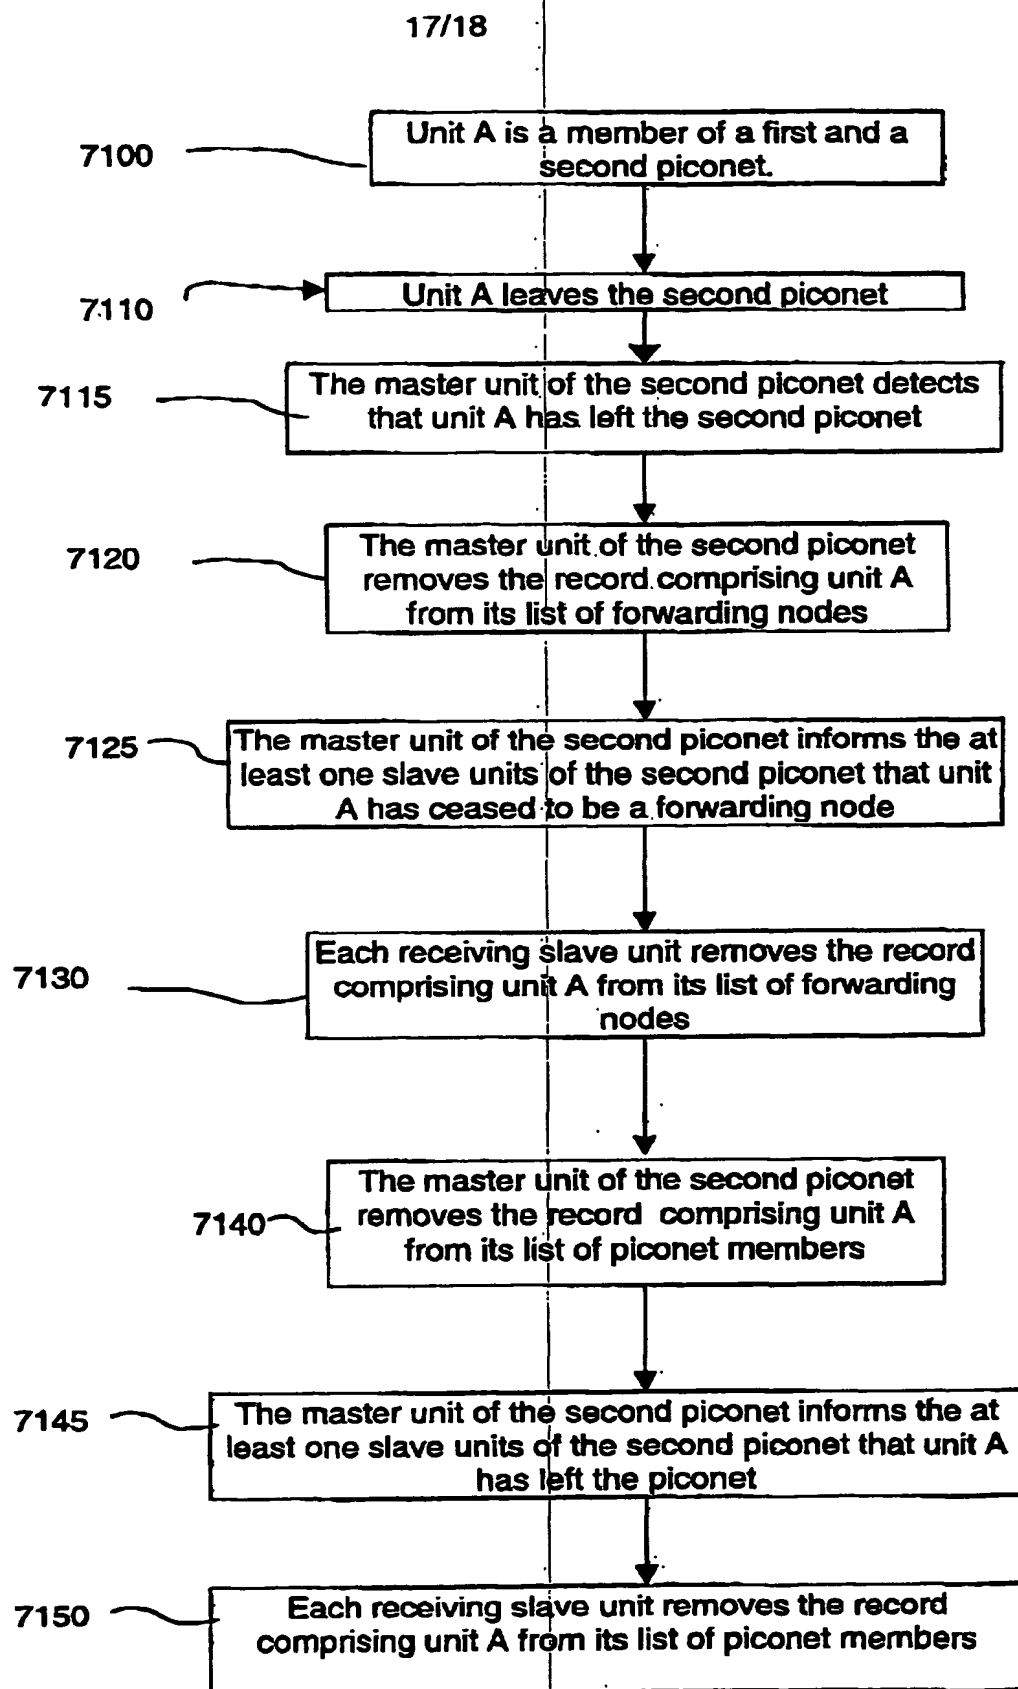 17/18
7100
Unit A is a member of a first and a
second piconet.
7110
Unit A leaves the second piconet
7115
The master unit of the second piconet detects
that unit A has left the second piconet
7120
The master unit of the second piconet
removes the record comprising unit A
from its list of forwarding nodes
7125
The master unit of the second piconet informs the at
least one slave units of the second piconet that unit
A has ceased to be a forwarding node
7130
Each receiving slave unit removes the record
comprising unit A from its list of forwarding
nodes
7140
The master unit of the second piconet
removes the record comprising unit A
from its list of piconet members
7145
The master unit of the second piconet informs the at
least one slave units of the second piconet that unit A
has left the piconet
7150
Each receiving slave unit removes the record
comprising unit A from its list of piconet members